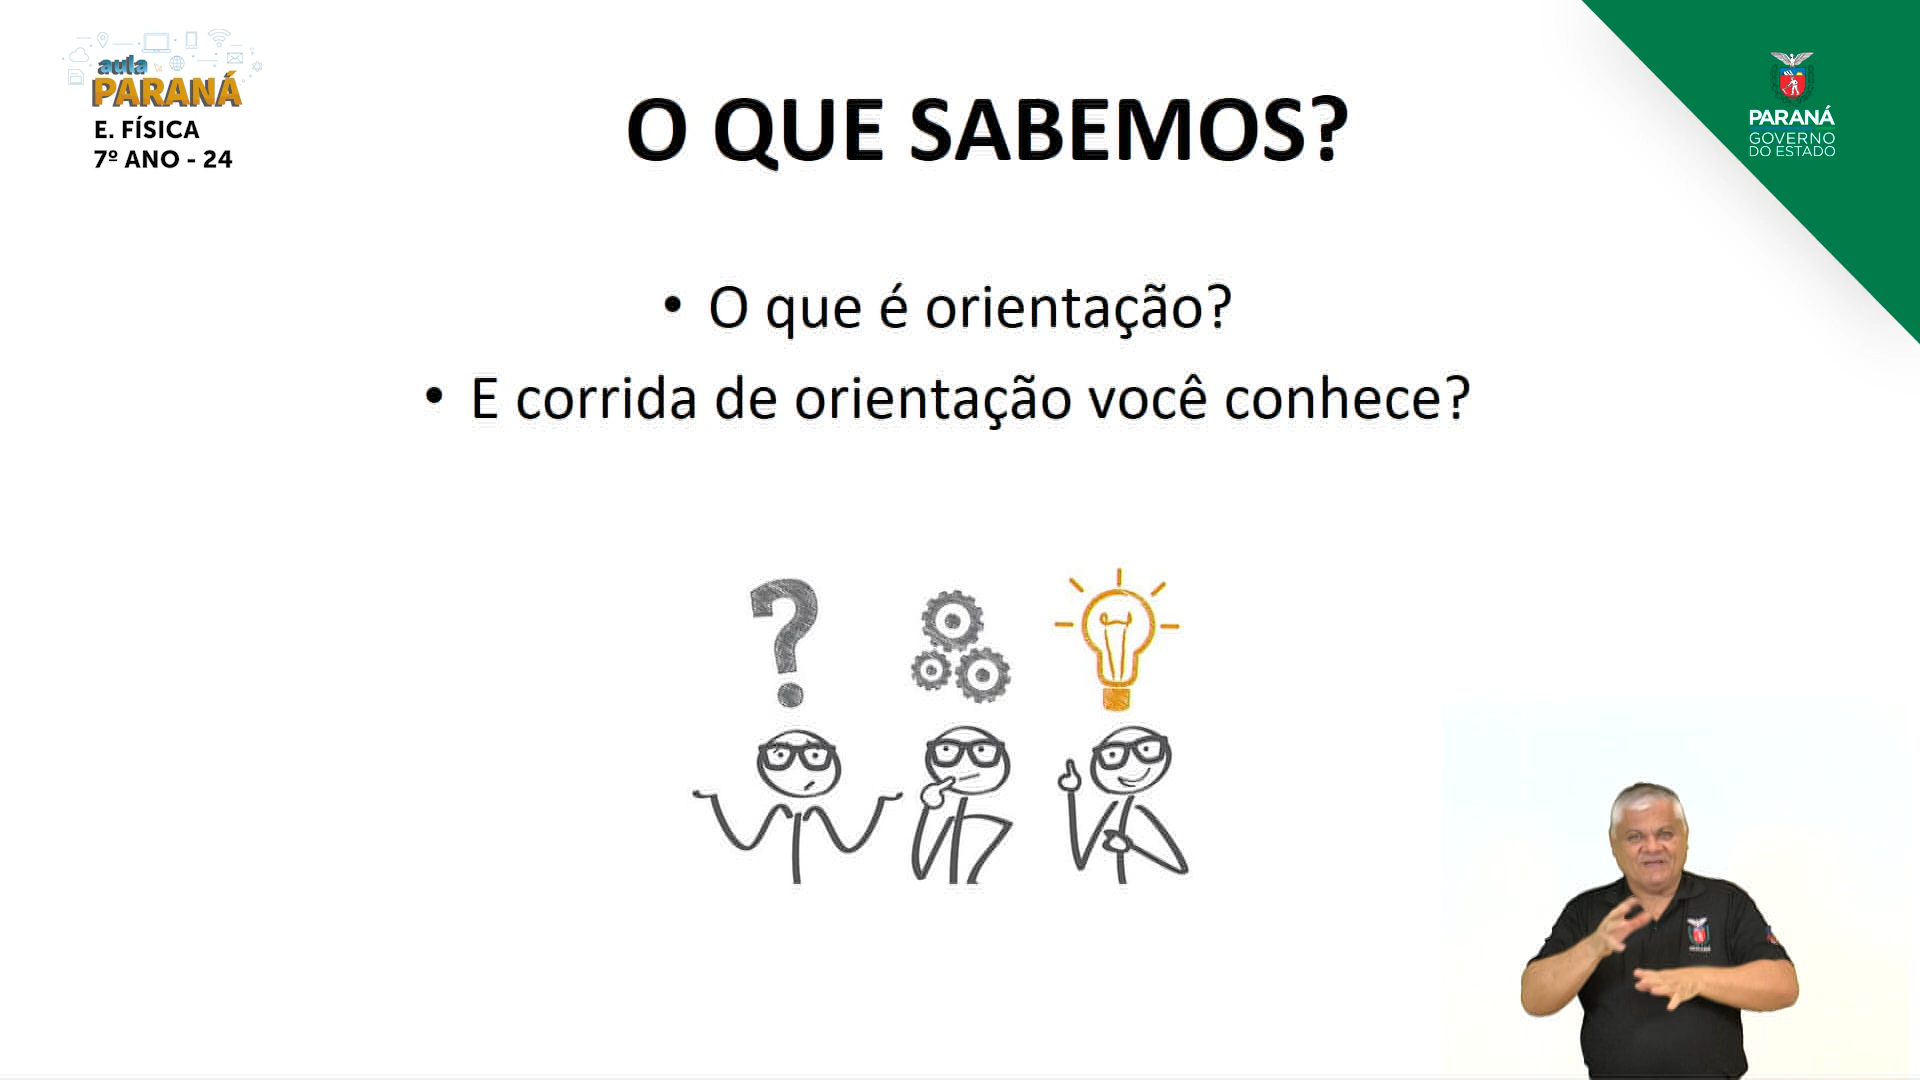 aula
PARANÁ
E. FÍSICA
7º ANO - 24
O QUE SABEMOS?
PARANÁ
GOVERNO
DO ESTADO
• O que é orientação?
• E corrida de orientação você conhece?